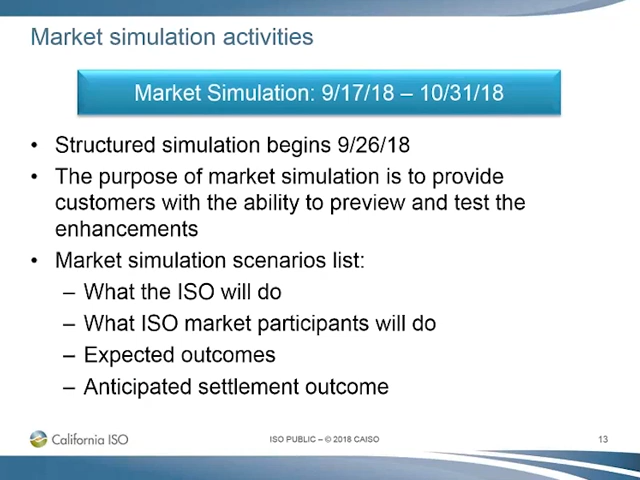 Market simulation activities
Market Simulation: 9/17/18 – 10/31/18
• Structured simulation begins 9/26/18
• The purpose of market simulation is to provide
customers with the ability to preview and test the
enhancements
• Market simulation scenarios list:
– What the ISO will do
– What ISO market participants will do
– Expected outcomes
– Anticipated settlement outcome
California ISO
ISO PUBLIC – © 2018 CAISO
13